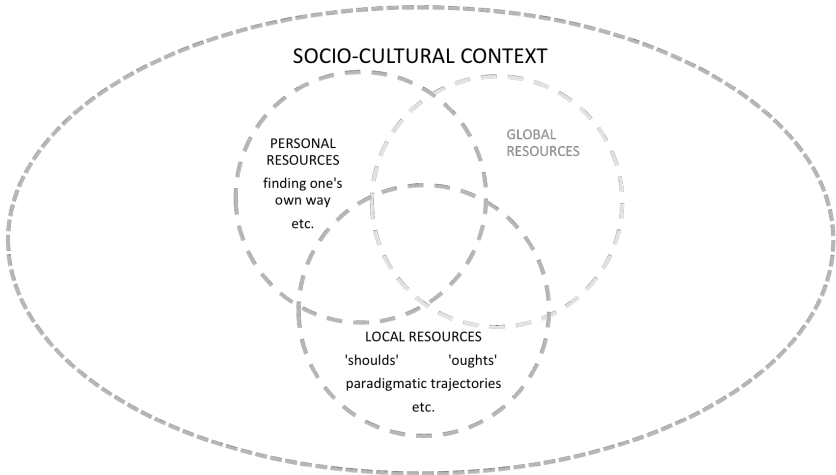 SOCIO-CULTURAL CONTEXT
PERSONAL
RESOURCES
finding one's
own way
etc.
GLOBAL
RESOURCES
LOCAL RESOURCES
'shoulds' 'oughts'
paradigmatic trajectories
etc.